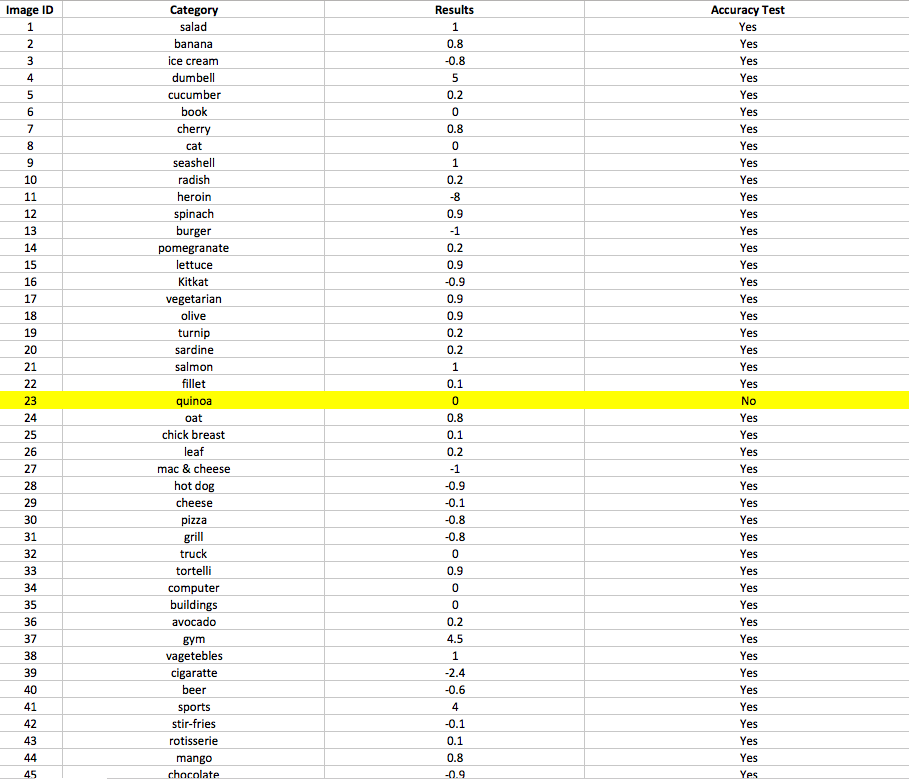 Image ID Category Results Accuracy Test
1 salad 1 Yes
2 banana 0.8 Yes
3 ice cream -0.8 Yes
4 dumbell 5 Yes
5 cucumber 0.2 Yes
6 book 0 Yes
7 cherry 0.8 Yes
8 cat 0 Yes
9 seashell 1 Yes
10 radish 0.2 Yes
11 heroin -8 Yes
12 spinach 0.9 Yes
13 burger -1 Yes
14 pomegranate 0.2 Yes
15 lettuce 0.9 Yes
16 Kitkat -0.9 Yes
17 vegetarian 0.9 Yes
18 olive 0.9 Yes
19 turnip 0.2 Yes
20 sardine 0.2 Yes
21 salmon 1 Yes
22 fillet 0.1 Yes
23 quinoa 0 No
24 oat 0.8 Yes
25 chick breast 0.1 Yes
26 leaf 0.2 Yes
27 mac & cheese -1 Yes
28 hot dog -0.9 Yes
29 cheese -0.1 Yes
30 pizza -0.8 Yes
31 grill -0.8 Yes
32 truck 0 Yes
33 tortelli 0.9 Yes
34 computer 0 Yes
35 buildings 0 Yes
36 avocado 0.2 Yes
37 gym 4.5 Yes
38 vagetebles 1 Yes
39 cigaratte -2.4 Yes
40 beer -0.6 Yes
41 sports 4 Yes
42 stir-fries -0.1 Yes
43 rotisserie 0.1 Yes
44 mango 0.8 Yes
45 chocolate -0.9 Yes